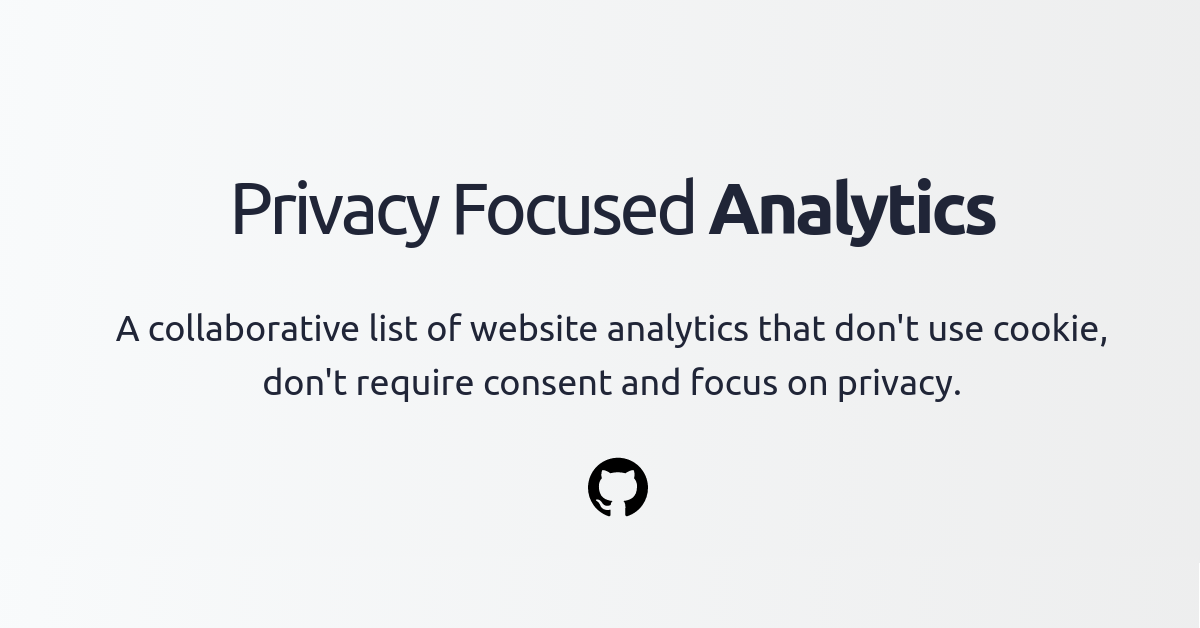 Privacy Focused Analytics
A collaborative list of website analytics that don't use cookie,
don't require consent and focus on privacy.